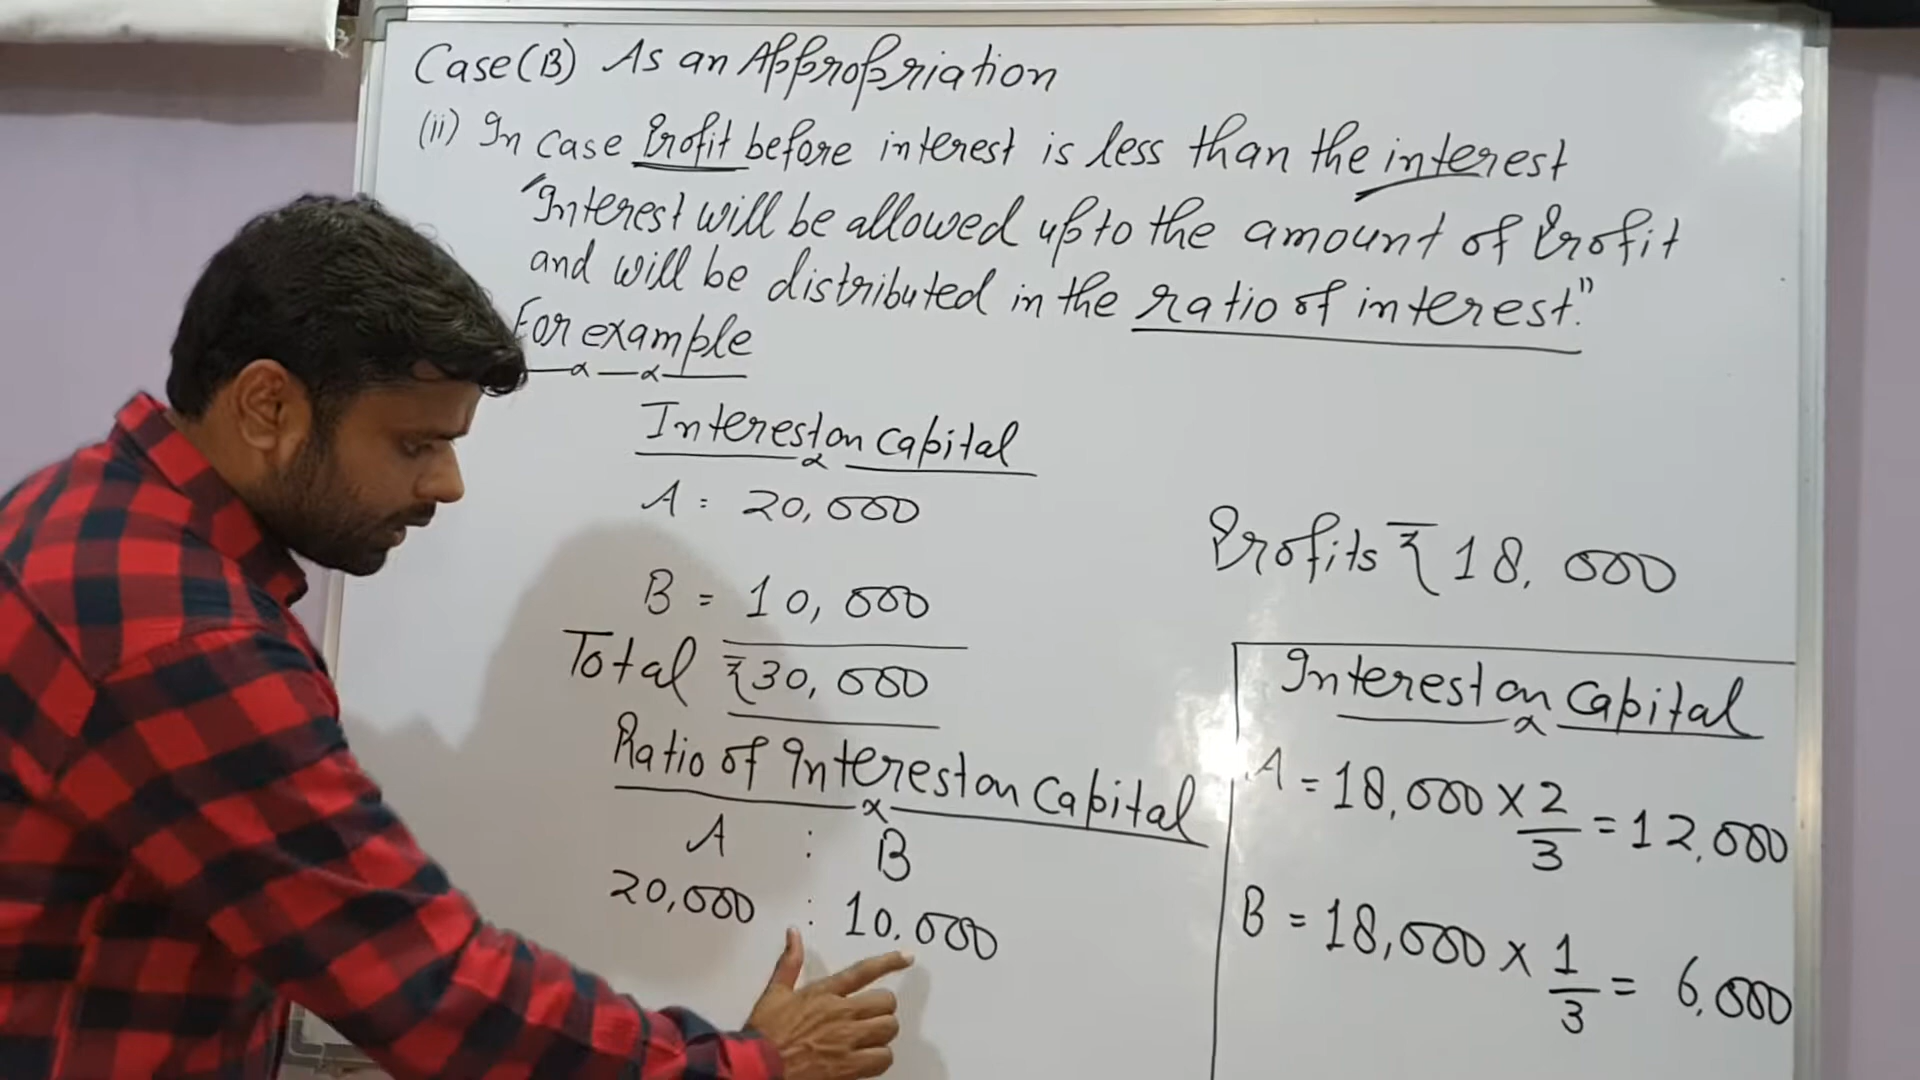 Case (B) As an Appropriation
(ii) In case Profit before interest is less than the interest
"Interest will be allowed upto the amount of Profit
and will be distributed in the ratio of interest."
For example
Interest on capital
A = 20,000
B = 10,000
Total ₹30,000
Ratio of Interest on Capital
A : B
20,000 : 10,000
Profits ₹ 18,000
Interest on Capital
A = 18,000 × 2/3 = 12,000
B = 18,000 × 1/3 = 6,000